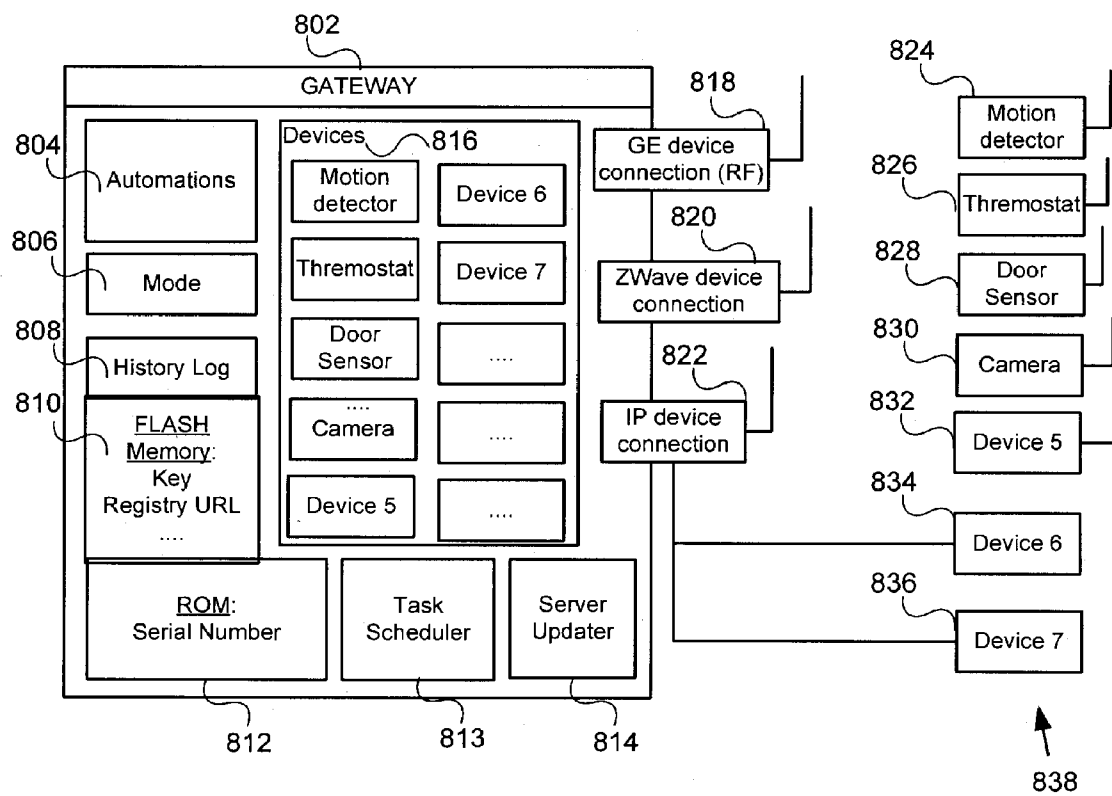 802
GATEWAY
804
Automations
806
Mode
808
History Log
810
FLASH
Memory:
Key
Registry URL
....
ROM:
Serial Number
812
Task
Scheduler
813
Server
Updater
814
Devices
816
Motion
detector
Thremostat
Door
Sensor
....
Camera
Device 5
Device 6
Device 7
....
....
....
818
GE device
connection (RF)
820
ZWave device
connection
822
IP device
connection
824
Motion
detector
826
Thremostat
828
Door
Sensor
830
Camera
832
Device 5
834
Device 6
836
Device 7
838